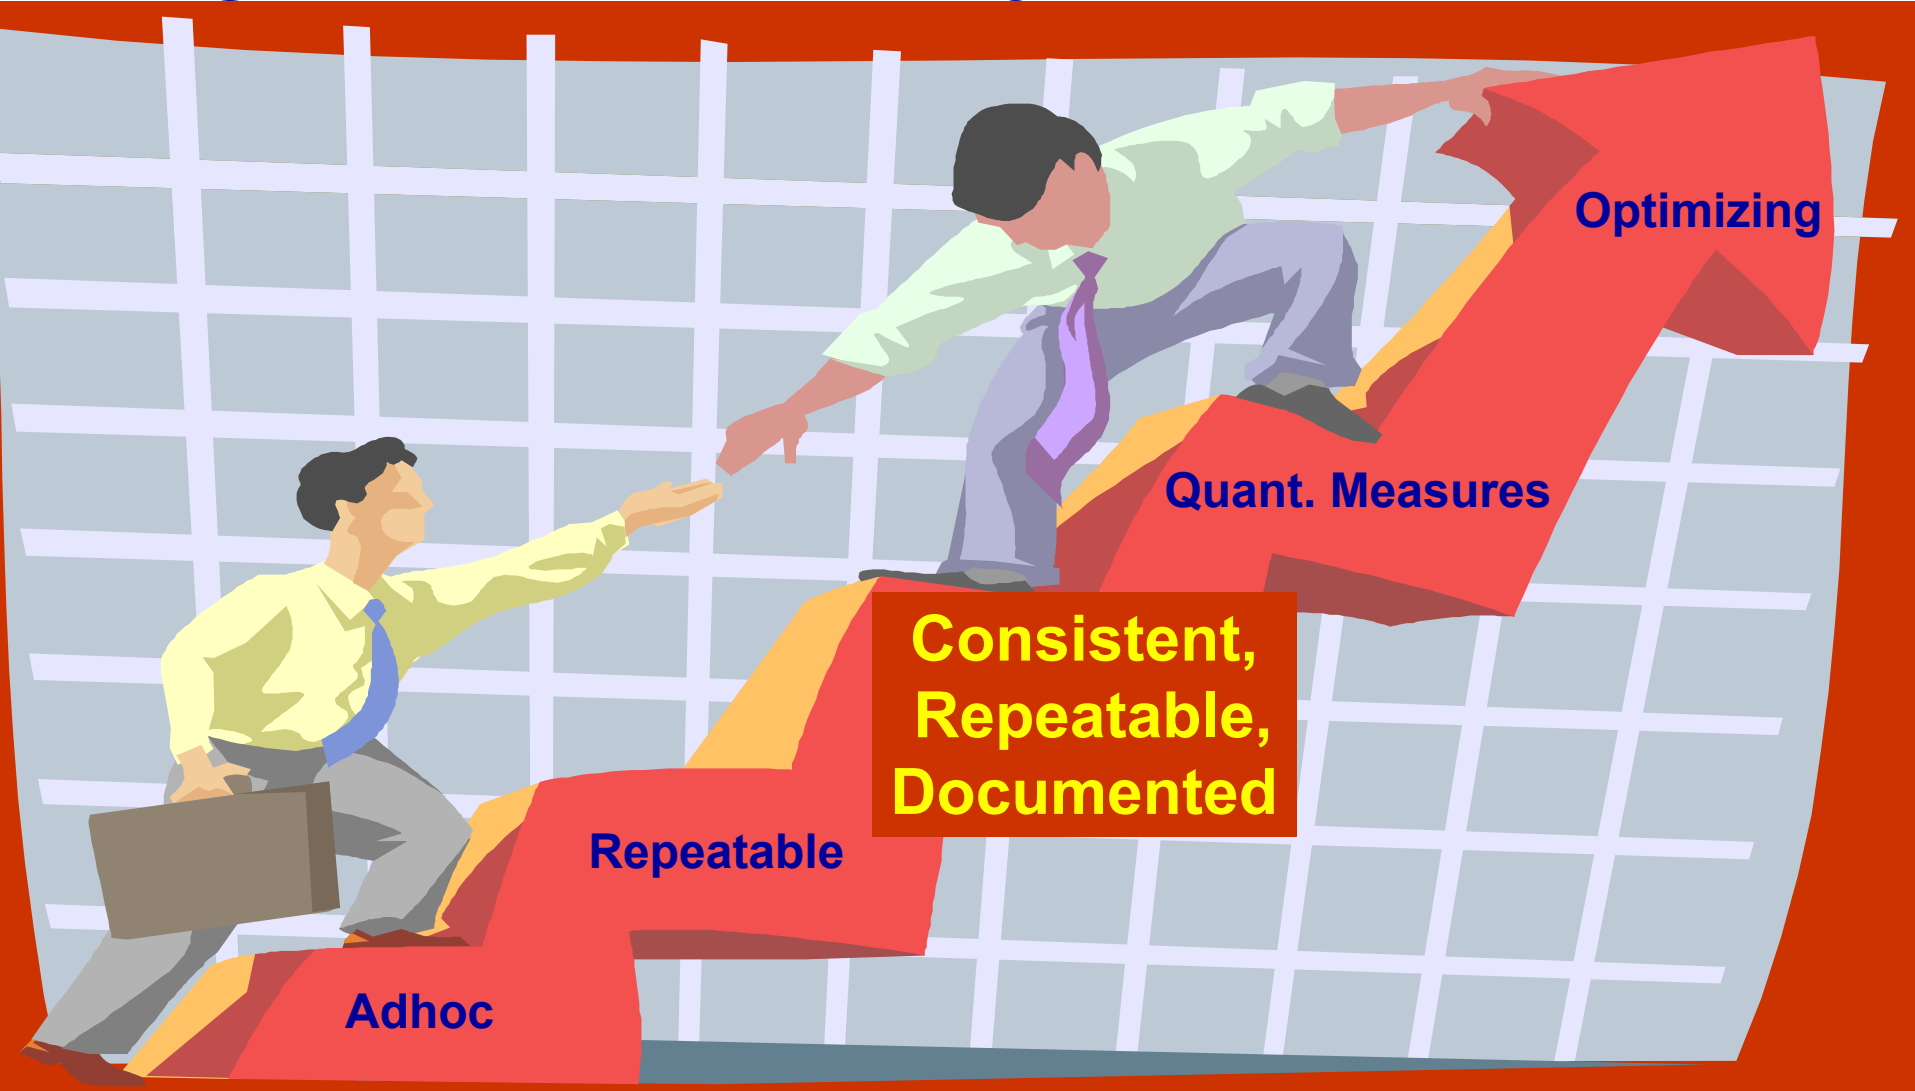 Optimizing
Quant. Measures
Consistent,
Repeatable,
Documented
Repeatable
Adhoc